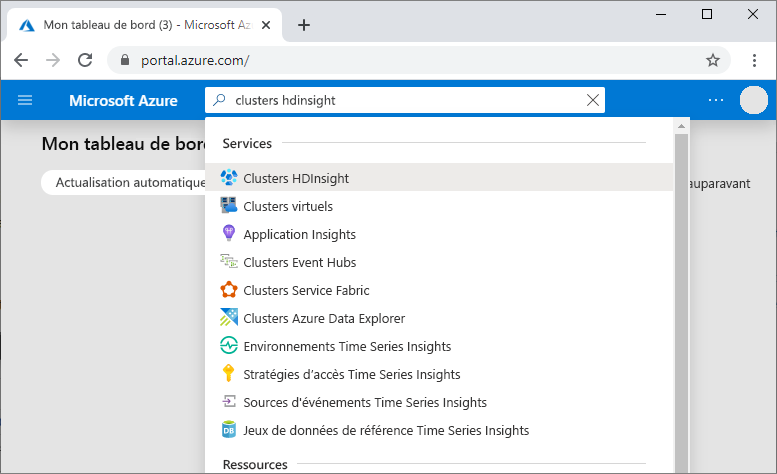 Mon tableau de bord (3) - Microsoft Az
portal.azure.com/
Microsoft Azure
clusters hdinsight
Mon tableau de bor
Services
Actualisation automatique
auparavant
Clusters HDInsight
Clusters virtuels
Application Insights
Clusters Event Hubs
Clusters Service Fabric
Clusters Azure Data Explorer
Environnements Time Series Insights
Stratégies d’accès Time Series Insights
Sources d'événements Time Series Insights
Jeux de données de référence Time Series Insights
Ressources